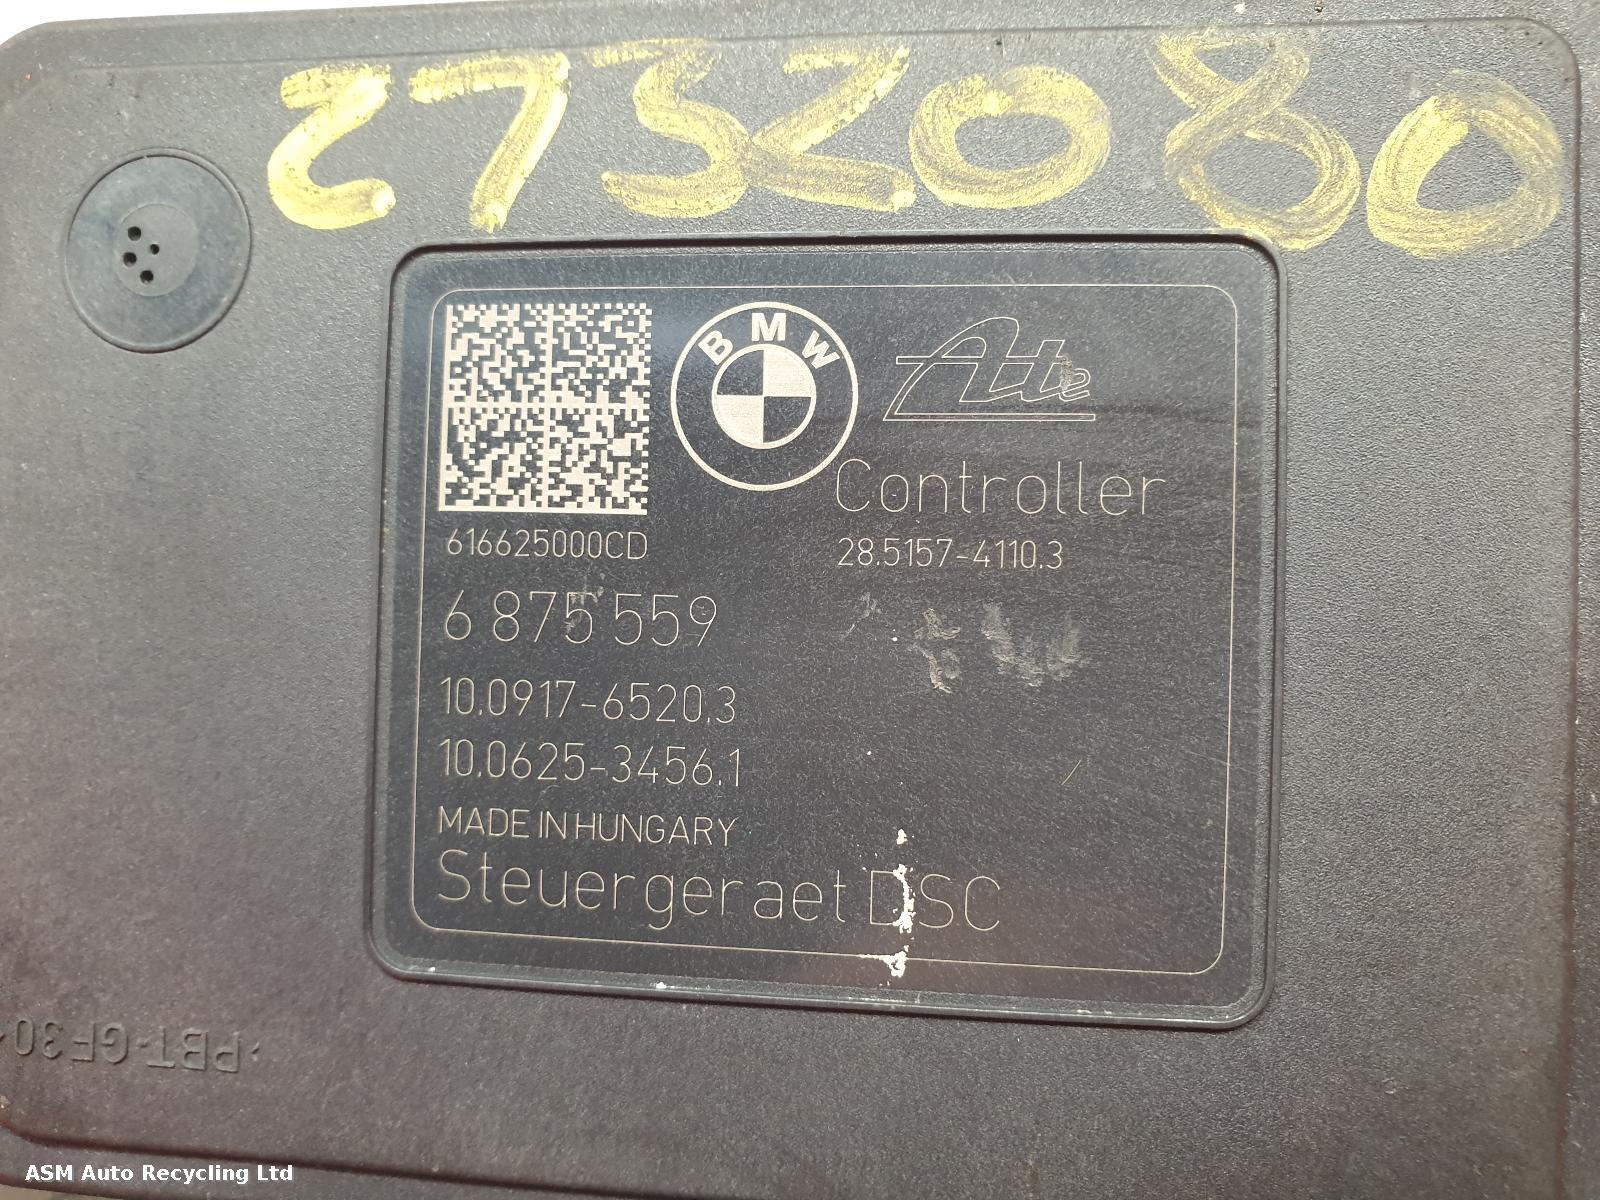 2732080
BMW
Ate
Controller
616625000CD
28.5157-4110.3
6 875 559
10.0917-6520.3
10.0625-3456.1
MADE IN HUNGARY
Steuergeraet DSC
PBT-GF30
ASM Auto Recycling Ltd